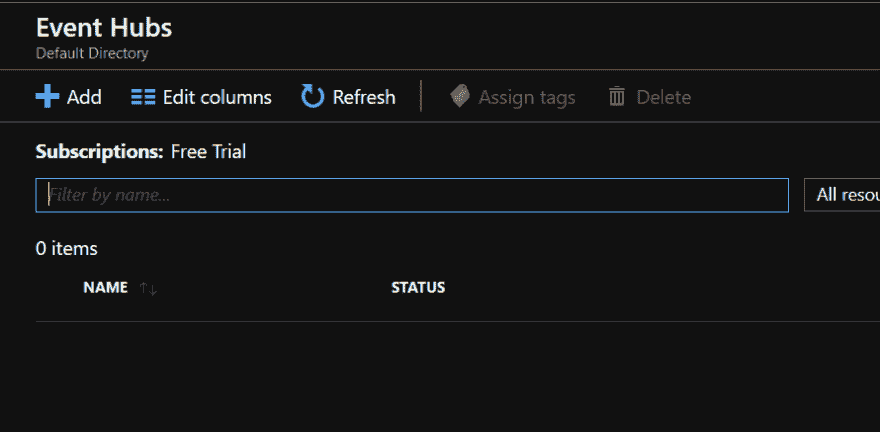 Event Hubs
Default Directory
Add Edit columns Refresh Assign tags Delete
Subscriptions: Free Trial
Filter by name... All resou
0 items
NAME ↑↓ STATUS